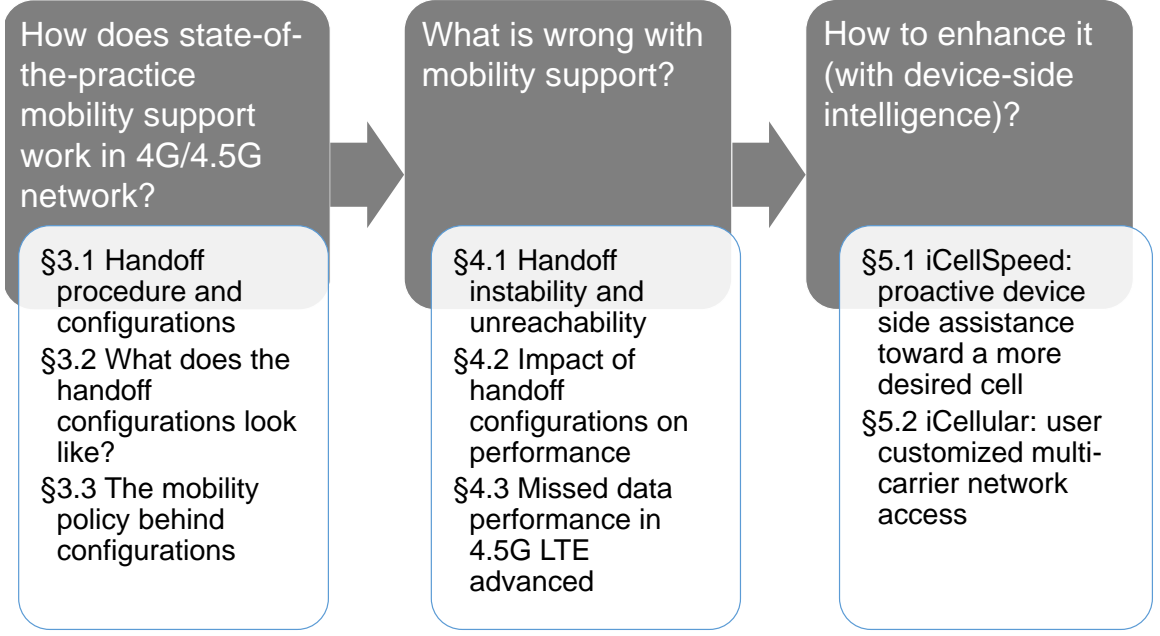 How does state-of-
the-practice
mobility support
work in 4G/4.5G
network?
§3.1 Handoff
procedure and
configurations
§3.2 What does the
handoff
configurations look
like?
§3.3 The mobility
policy behind
configurations
What is wrong with
mobility support?
§4.1 Handoff
instability and
unreachability
§4.2 Impact of
handoff
configurations on
performance
§4.3 Missed data
performance in
4.5G LTE
advanced
How to enhance it
(with device-side
intelligence)?
§5.1 iCellSpeed:
proactive device
side assistance
toward a more
desired cell
§5.2 iCellular: user
customized multi-
carrier network
access